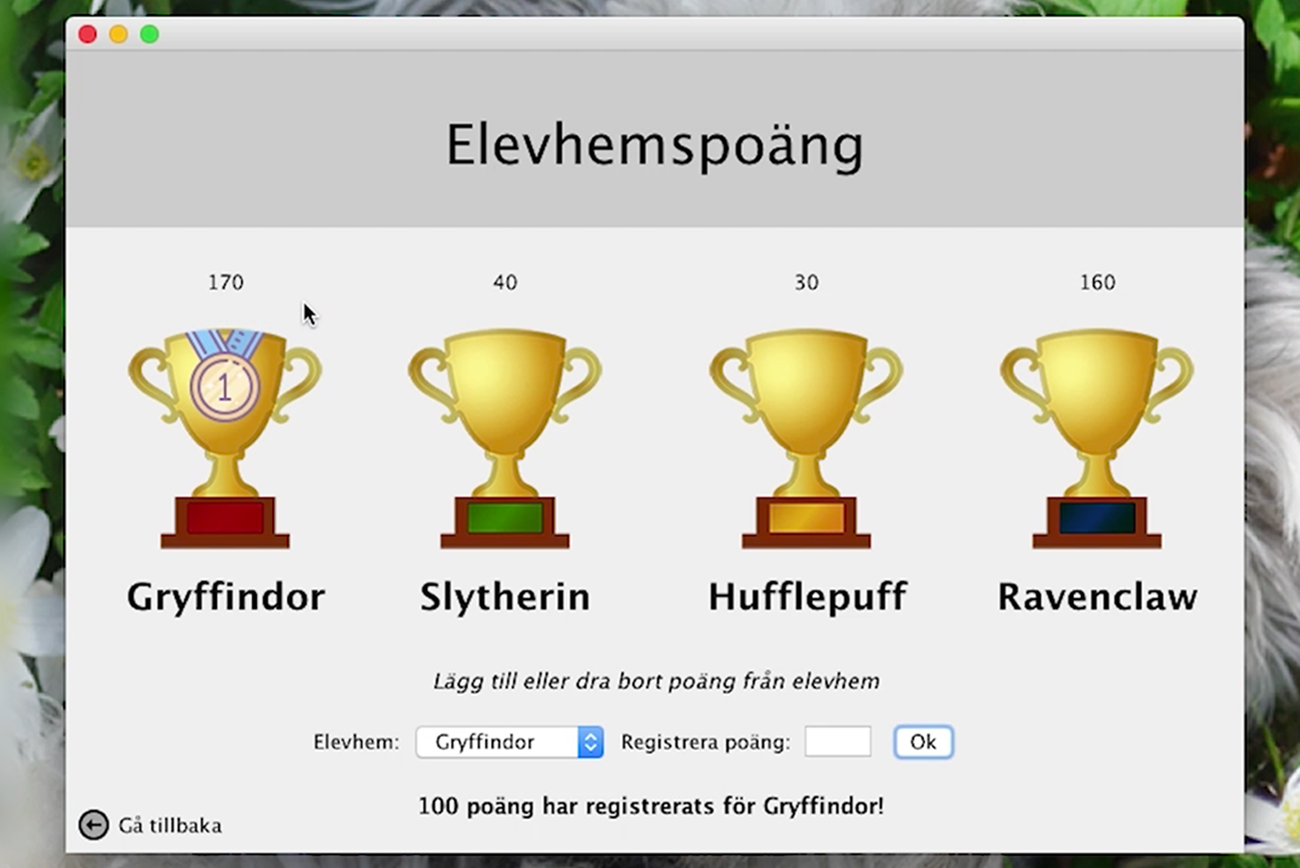 Elevhemspoäng
170 40 30 160
1
Gryffindor Slytherin Hufflepuff Ravenclaw
Lägg till eller dra bort poäng från elevhem
Elevhem: Gryffindor Registrera poäng: Ok
100 poäng har registrerats för Gryffindor!
Gå tillbaka